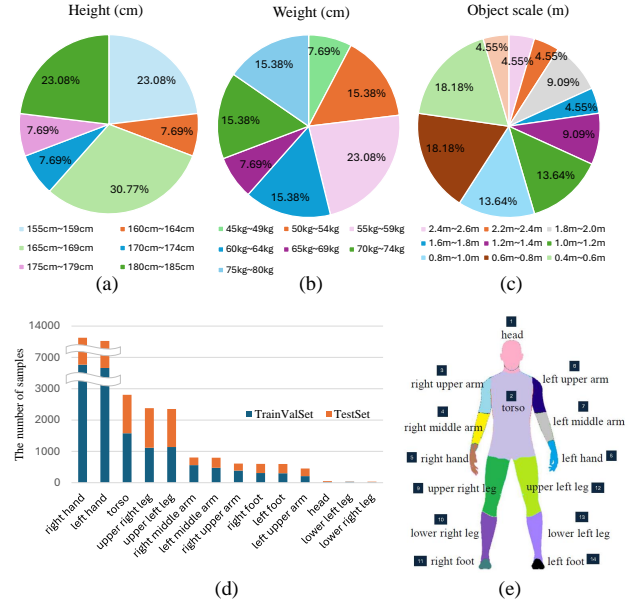 Height (cm)
23.08%
23.08%
7.69%
7.69%
7.69%
30.77%
155cm~159cm
160cm~164cm
165cm~169cm
170cm~174cm
175cm~179cm
180cm~185cm
(a)
Weight (cm)
7.69%
15.38%
15.38%
15.38%
23.08%
7.69%
15.38%
45kg~49kg
50kg~54kg
55kg~59kg
60kg~64kg
65kg~69kg
70kg~74kg
75kg~80kg
(b)
Object scale (m)
4.55%
4.55%
4.55%
9.09%
18.18%
4.55%
9.09%
18.18%
13.64%
13.64%
2.4m~2.6m
2.2m~2.4m
1.8m~2.0m
1.6m~1.8m
1.2m~1.4m
1.0m~1.2m
0.8m~1.0m
0.6m~0.8m
0.4m~0.6m
(c)
The number of samples
14000
7000
3000
2000
1000
0
TrainValSet
TestSet
right hand
left hand
torso
upper right leg
upper left leg
right middle arm
left middle arm
right upper arm
right foot
left foot
left upper arm
head
lower left leg
lower right leg
(d)
1
head
3
right upper arm
6
left upper arm
2
torso
4
right middle arm
7
left middle arm
5
right hand
left hand
9
upper right leg
upper left leg
12
10
lower right leg
13
lower left leg
11
right foot
left foot
14
(e)